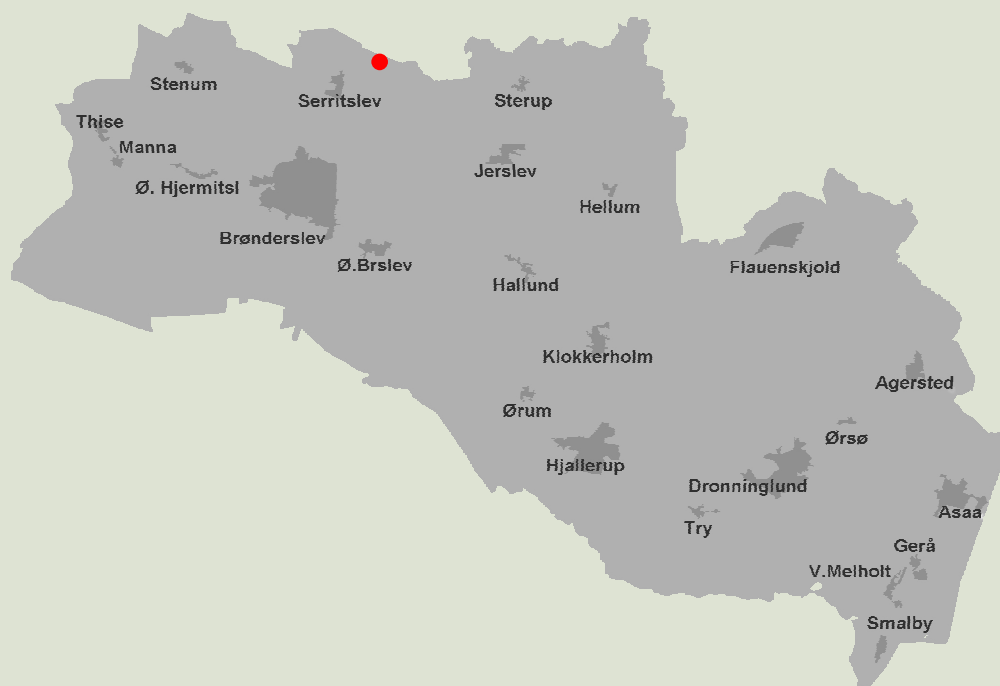 Stenum
Serritslev
Sterup
Thise
Manna
Jerslev
Ø. Hjermitsl
Hellum
Brønderslev
Ø.Brslev
Flauenskjold
Hallund
Klokkerholm
Agersted
Ørum
Ørsø
Hjallerup
Dronninglund
Asaa
Try
Gerå
V.Melholt
Smalby